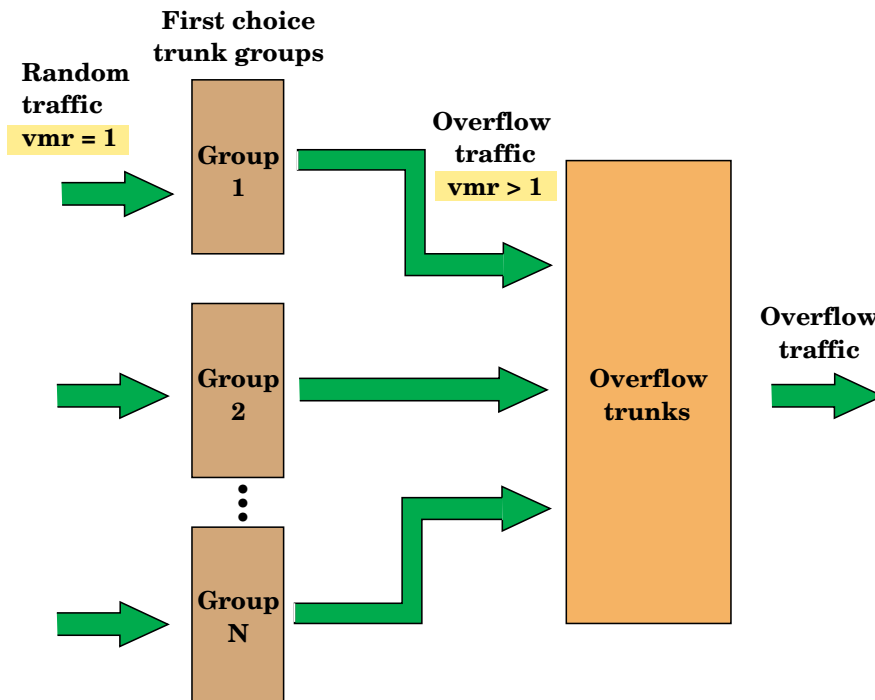 First choice
trunk groups
Random
traffic
vmr = 1
Group
1
Overflow
traffic
vmr > 1
Group
2
Overflow
trunks
Overflow
traffic
Group
N